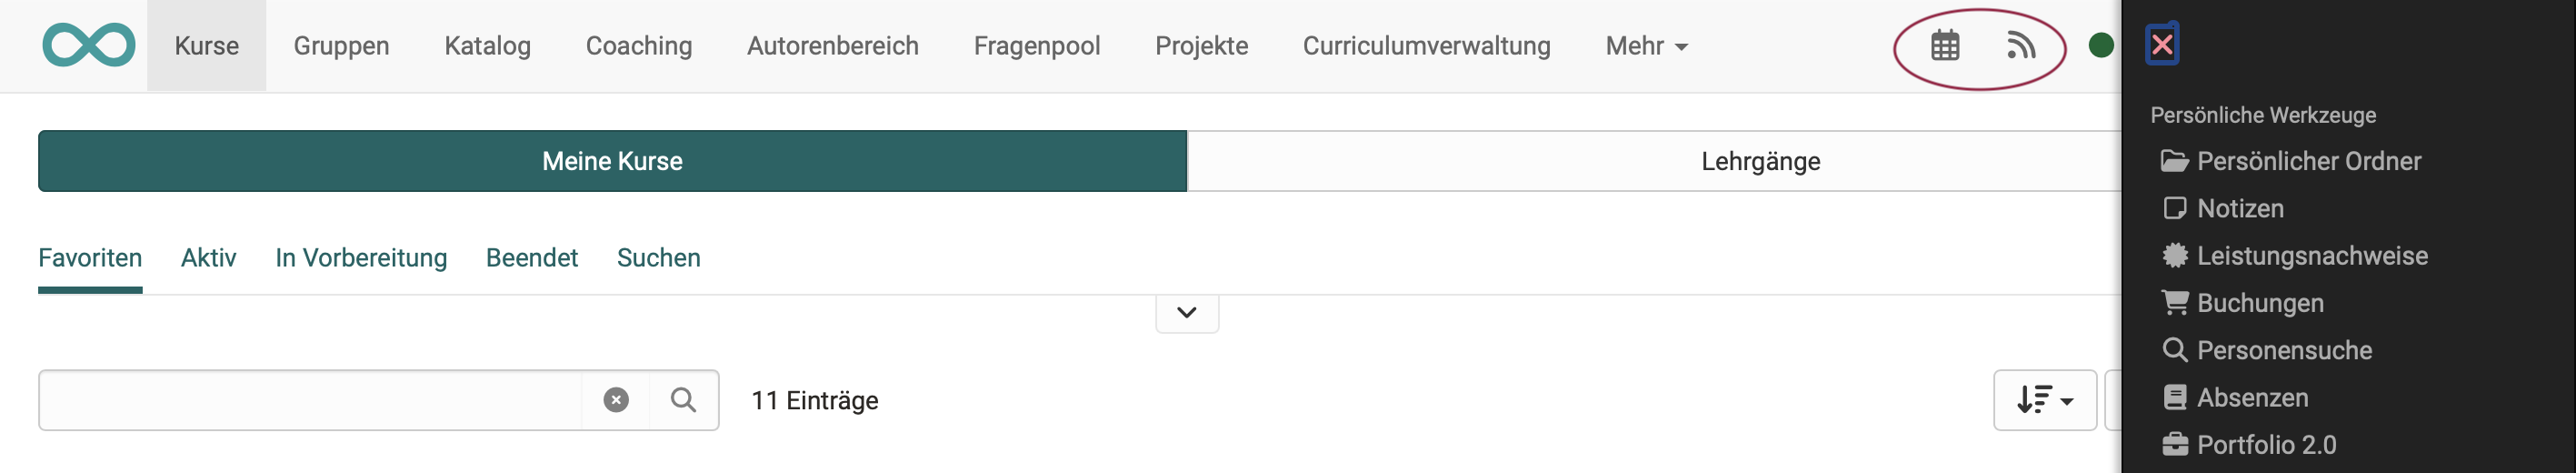 Kurse Gruppen Katalog Coaching Autorenbereich Fragenpool Projekte Curriculumverwaltung Mehr
Meine Kurse Lehrgänge
Favoriten Aktiv In Vorbereitung Beendet Suchen
11 Einträge
Persönliche Werkzeuge
Persönlicher Ordner
Notizen
Leistungsnachweise
Buchungen
Personensuche
Absenzen
Portfolio 2.0